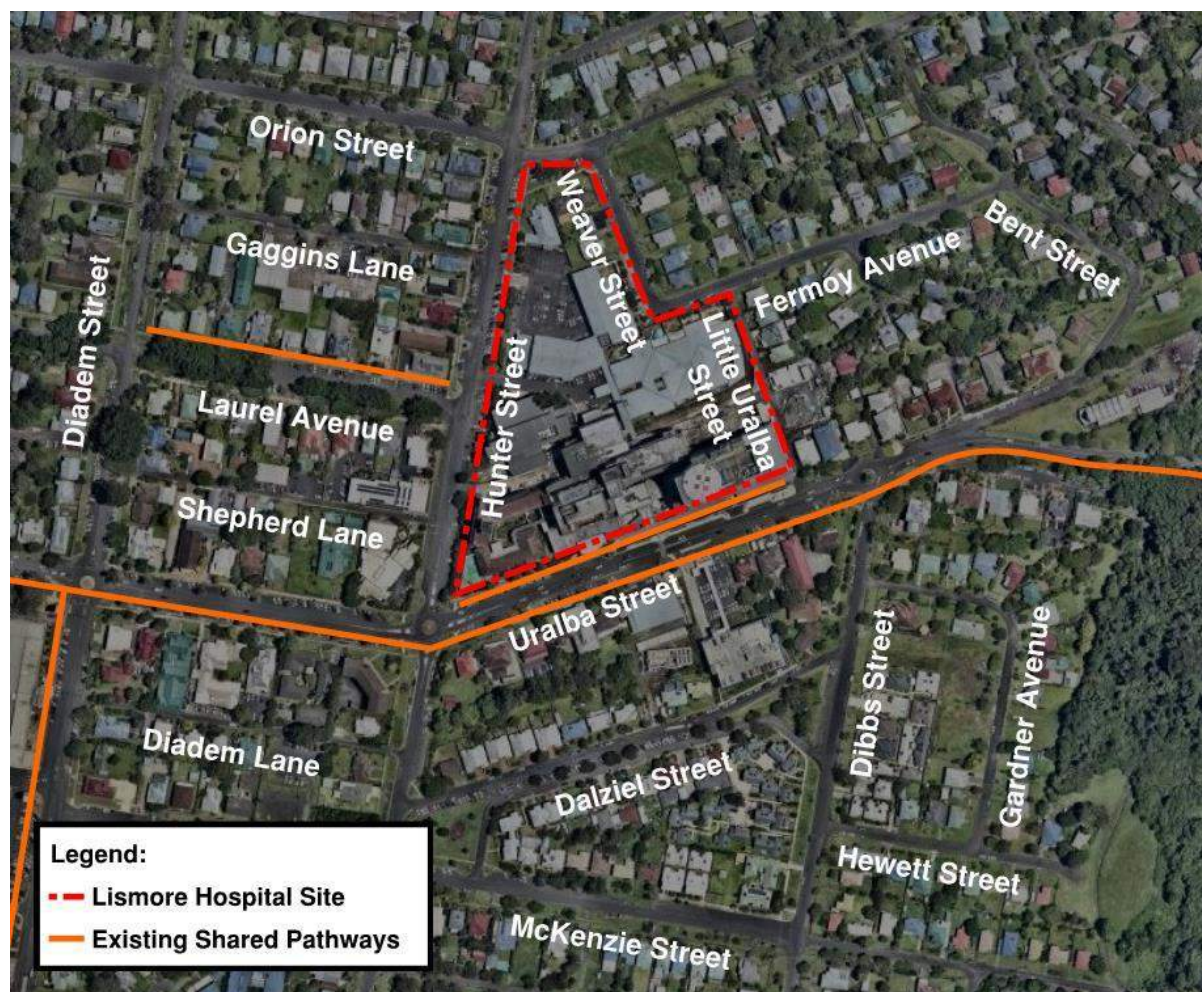 Orion Street
Weaver Street
Gaggins Lane
Bent Street
Fermoy Avenue
Diadem Street
Hunter Street
Little Uralba
Street
Laurel Avenue
Shepherd Lane
Uralba Street
Dibbs Street
Gardner Avenue
Diadem Lane
Dalziel Street
Hewett Street
McKenzie Street
Legend:
Lismore Hospital Site
Existing Shared Pathways